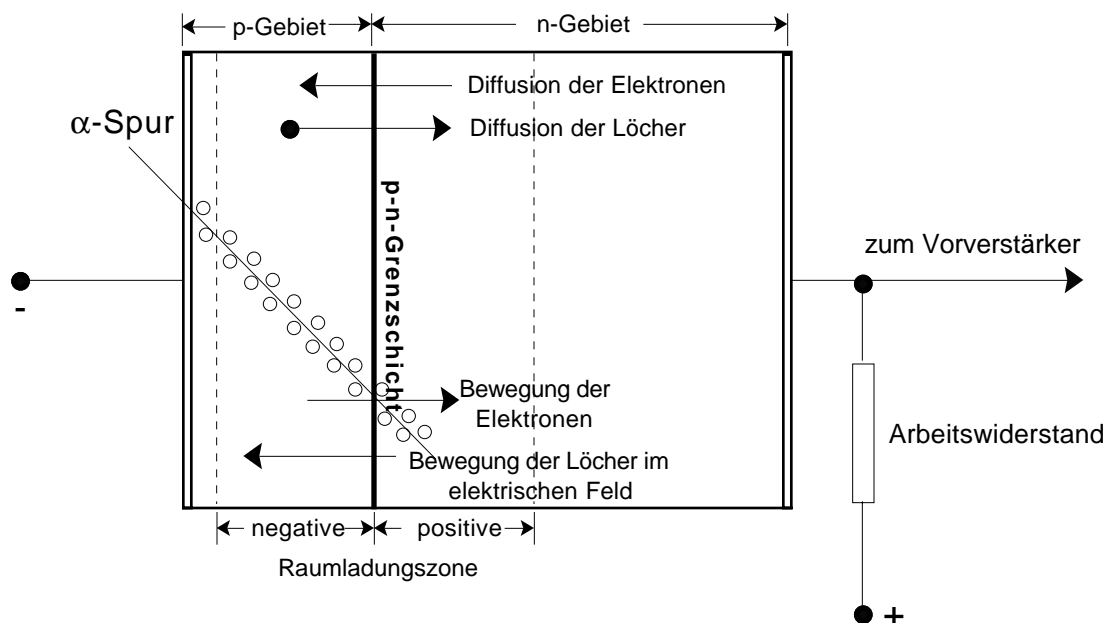 p-Gebiet
n-Gebiet
Diffusion der Elektronen
α-Spur
Diffusion der Löcher
p-n-Grenzschicht
zum Vorverstärker
-
Bewegung der
Elektronen
Arbeitswiderstand
Bewegung der Löcher im
elektrischen Feld
negative
positive
Raumladungszone
+